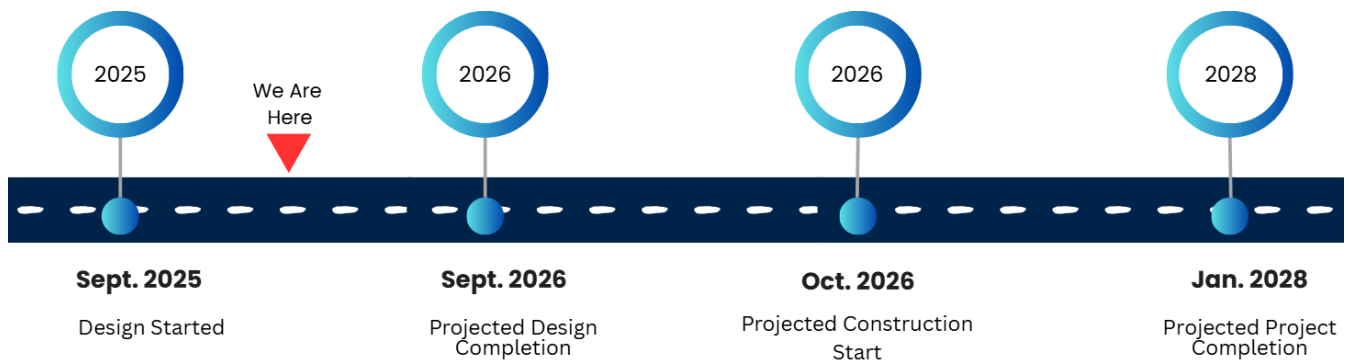 2025
2026
2026
2028
We Are
Here
Sept. 2025
Sept. 2026
Oct. 2026
Jan. 2028
Design Started
Projected Design
Completion
Projected Construction
Start
Projected Project
Completion